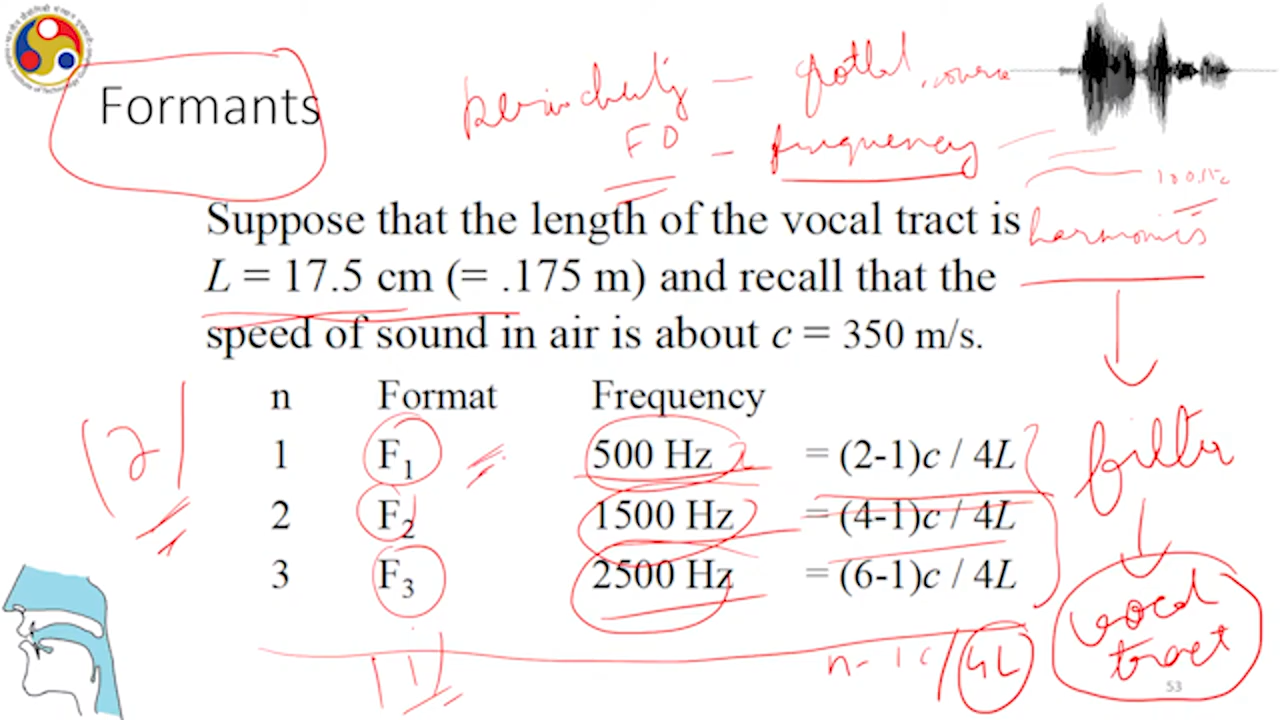 Formants
periodicity — glottal source
F0 — frequency
100Hz
harmonics
Suppose that the length of the vocal tract is
L = 17.5 cm (= .175 m) and recall that the
speed of sound in air is about c = 350 m/s.
n Format Frequency
1 F1 500 Hz = (2-1)c / 4L
2 F2 1500 Hz = (4-1)c / 4L
3 F3 2500 Hz = (6-1)c / 4L
filter
vocal
tract
n-1c/4L
53